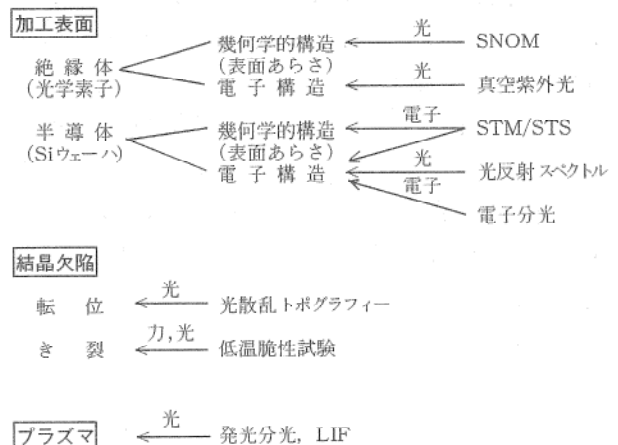 加工表面
光
幾何学的構造 SNOM
絶縁体 (表面あらさ) 光
(光学素子) 電子構造 真空紫外光
電子
半導体 幾何学的構造 STM/STS
(Siウェーハ) (表面あらさ) 光
電子構造 光反射スペクトル
電子
電子分光
結晶欠陥
光
転位 光散乱トポグラフィー
力,光
き裂 低温脆性試験
光
プラズマ 発光分光, LIF